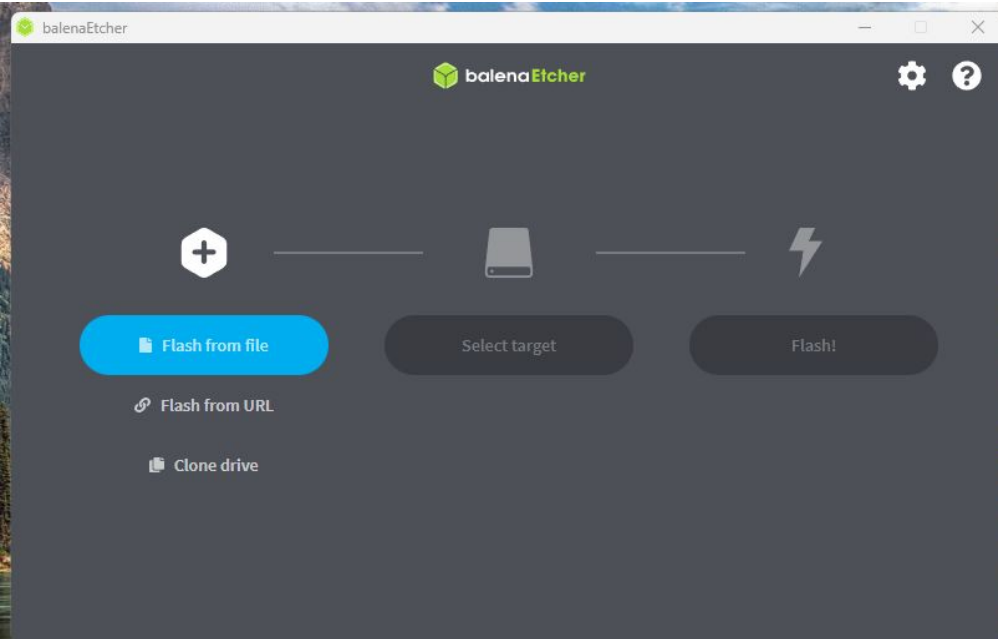 balenaEtcher
balenaEtcher
Flash from file
Select target
Flash!
Flash from URL
Clone drive